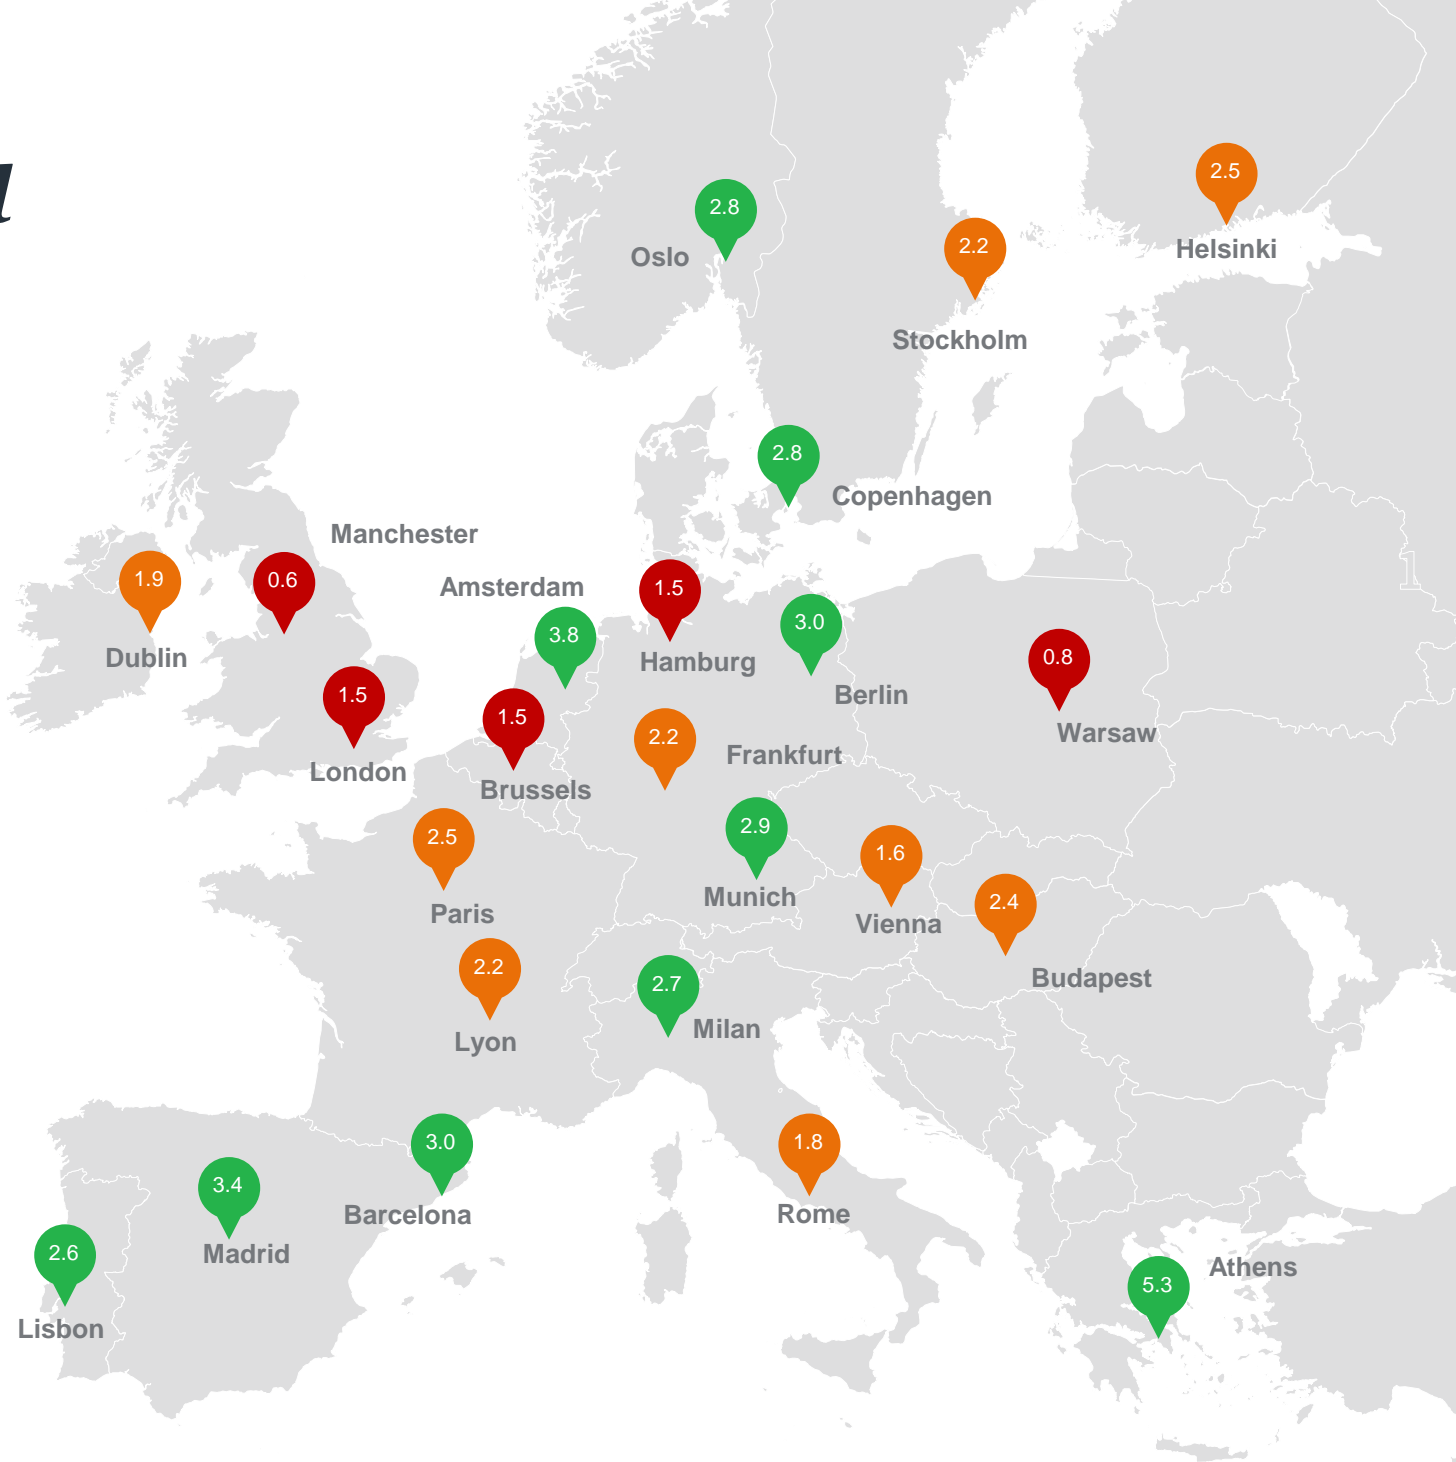 2.5
Helsinki
2.8
Oslo
2.2
Stockholm
2.8
Copenhagen
Manchester
0.6
1.9
Dublin
Amsterdam
3.8
1.5
Hamburg
3.0
Berlin
0.8
Warsaw
1.5
London
1.5
Brussels
2.2
Frankfurt
2.5
Paris
2.9
Munich
1.6
Vienna
2.4
Budapest
2.2
Lyon
2.7
Milan
3.0
Barcelona
1.8
Rome
3.4
Madrid
2.6
Lisbon
Athens
5.3